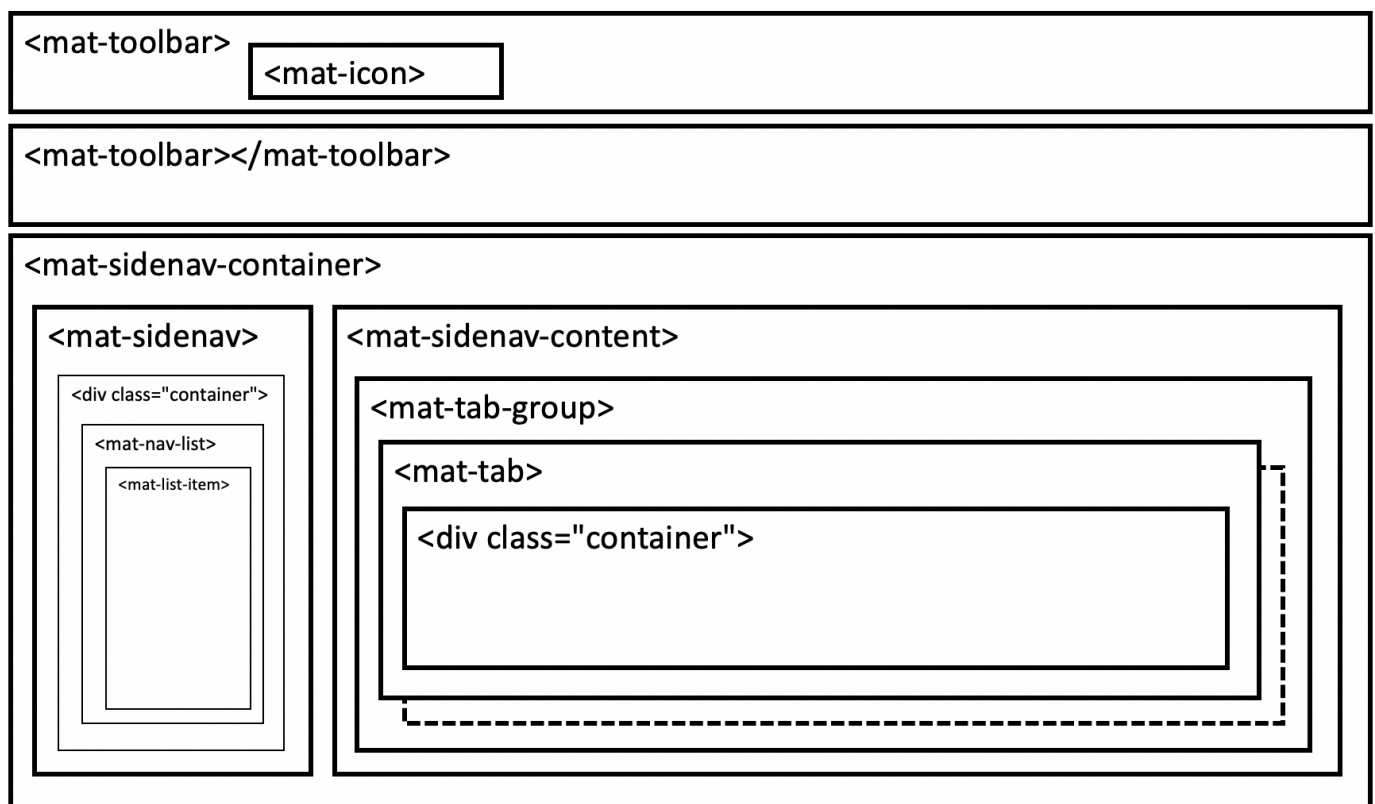 <mat-toolbar>
<mat-icon>
<mat-toolbar></mat-toolbar>
<mat-sidenav-container>
<mat-sidenav>
<div class="container">
<mat-nav-list>
<mat-list-item>
<mat-sidenav-content>
<mat-tab-group>
<mat-tab>
<div class="container">